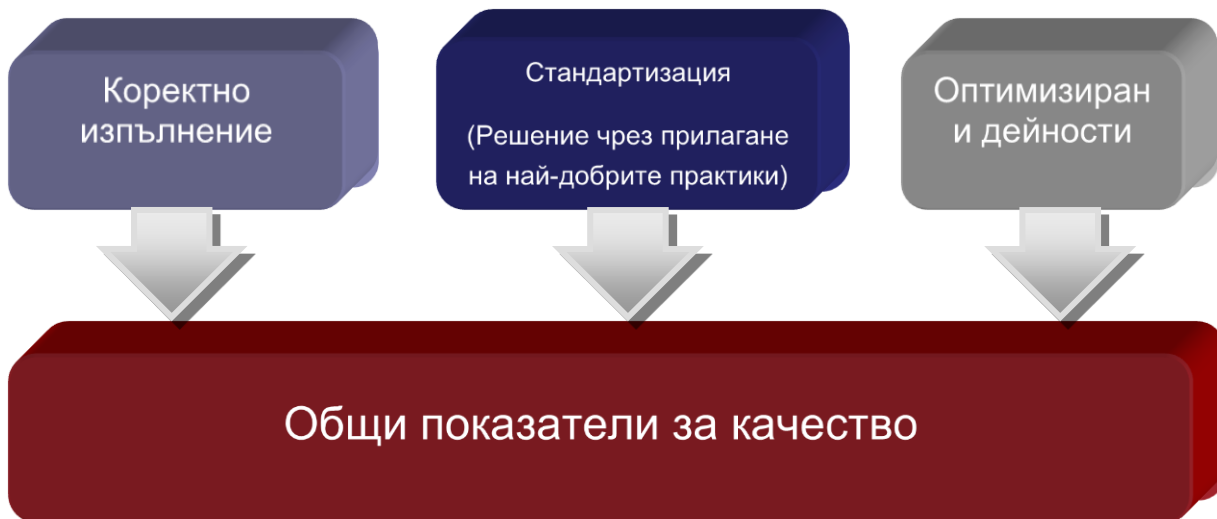 Коректно
изпълнение
Стандартизация
(Решение чрез прилагане
на най-добрите практики)
Оптимизиран
и дейности
Общи показатели за качество